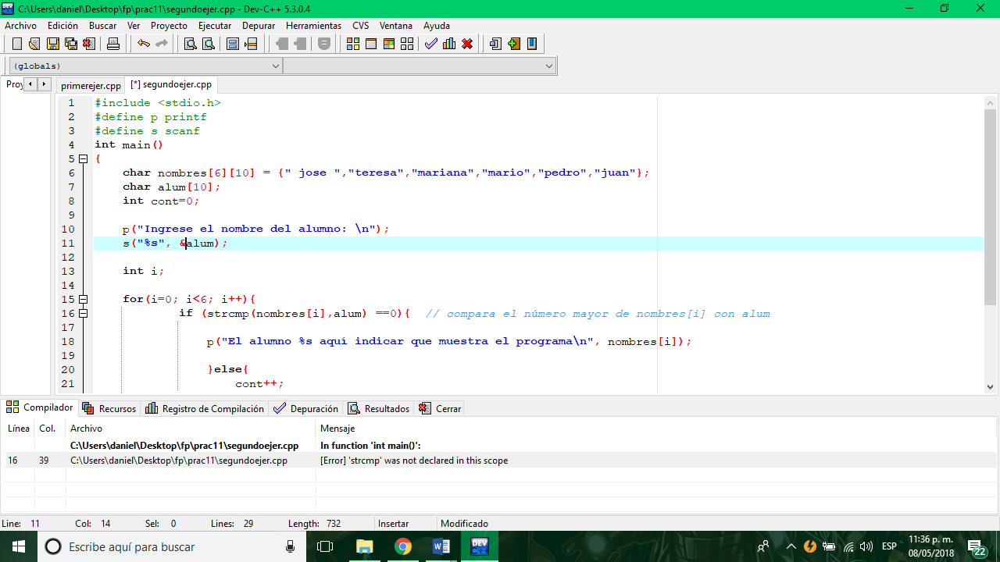 C:\Users\daniel\Desktop\fp\prac11\segundoejer.cpp - Dev-C++ 5.3.0.4
Archivo Edición Buscar Ver Proyecto Ejecutar Depurar Herramientas CVS Ventana Ayuda
(globals)
Proy primerejer.cpp [*] segundoejer.cpp
1 #include <stdio.h>
2 #define p printf
3 #define s scanf
4 int main()
5 {
6 char nombres[6][10] = {" jose ","teresa","mariana","mario","pedro","juan"};
7 char alum[10];
8 int cont=0;
9
10 p("Ingrese el nombre del alumno: \n");
11 s("%s", &alum);
12
13 int i;
14
15 for(i=0; i<6; i++){
16 if (strcmp(nombres[i],alum) ==0){ // compara el número mayor de nombres[i] con alum
17
18 p("El alumno %s aquí indicar que muestra el programa\n", nombres[i]);
19
20 }else{
21 cont++;
Compilador Recursos Registro de Compilación Depuración Resultados Cerrar
Línea Col. Archivo Mensaje
C:\Users\daniel\Desktop\fp\prac11\segundoejer.cpp In function 'int main()':
16 39 C:\Users\daniel\Desktop\fp\prac11\segundoejer.cpp [Error] 'strcmp' was not declared in this scope
Line: 11 Col: 14 Sel: 0 Lines: 29 Length: 732 Insertar Modificado
Escribe aquí para buscar
DEV
ESP
11:36 p. m.
08/05/2018
22